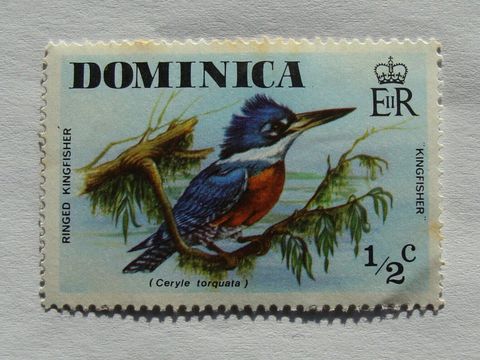 DOMINICA
EIIR
RINGED KINGFISHER
"KINGFISHER"
(Ceryle torquata)
1/2c